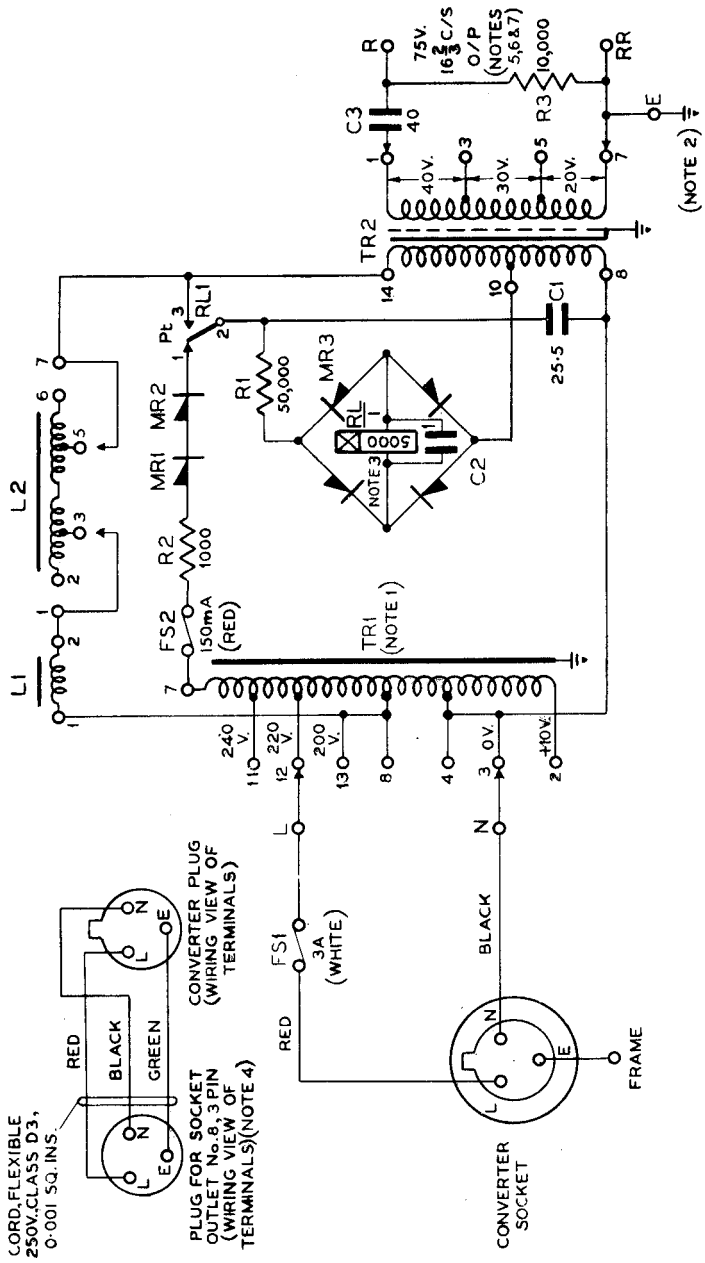 CORD, FLEXIBLE
250V, CLASS D3,
0·001 SQ. INS.
RED
BLACK
GREEN
L
N
E
L
N
E
PLUG FOR SOCKET
OUTLET No.8, 3 PIN
(WIRING VIEW OF
TERMINALS)(NOTE 4)
CONVERTER PLUG
(WIRING VIEW OF
TERMINALS)
CONVERTER
SOCKET
L
N
E
FRAME
RED
BLACK
FS1
3A
(WHITE)
L
N
240
V.
220
V.
200
V.
0V.
+10V.
11
12
13
8
4
3
2
7
TR1
(NOTE 1)
L1
1
2
L2
1
2
3
5
6
7
FS2
150mA
(RED)
R2
1000
MR1
MR2
Pt
1
3
2
RL1
R1
50,000
MR3
RL
1
5000
NOTE 3
1
C2
C1
25·5
14
10
8
TR2
1
3
5
7
40V.
30V.
20V.
C3
40
R
75V.
16 2/3 C/S
O/P
(NOTES
5,6&7)
R3
10,000
RR
E
(NOTE 2)